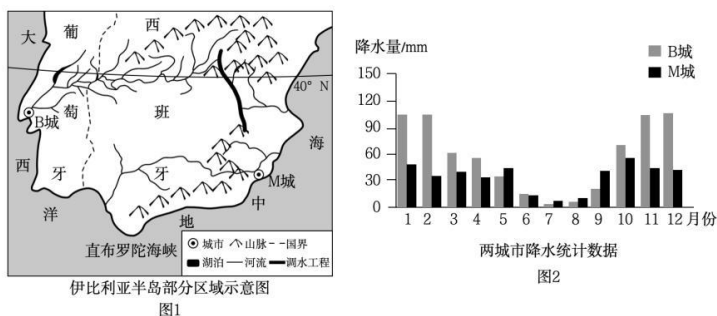 大
葡
西
40° N
B城
萄
班
海
西
牙
牙
M城
洋
中
地
直布罗陀海峡
城市 山脉 国界
湖泊 河流 调水工程
伊比利亚半岛部分区域示意图
图1
降水量/mm
B城
M城
150
120
90
60
30
0
1 2 3 4 5 6 7 8 9 10 11 12 月份
两城市降水统计数据
图2